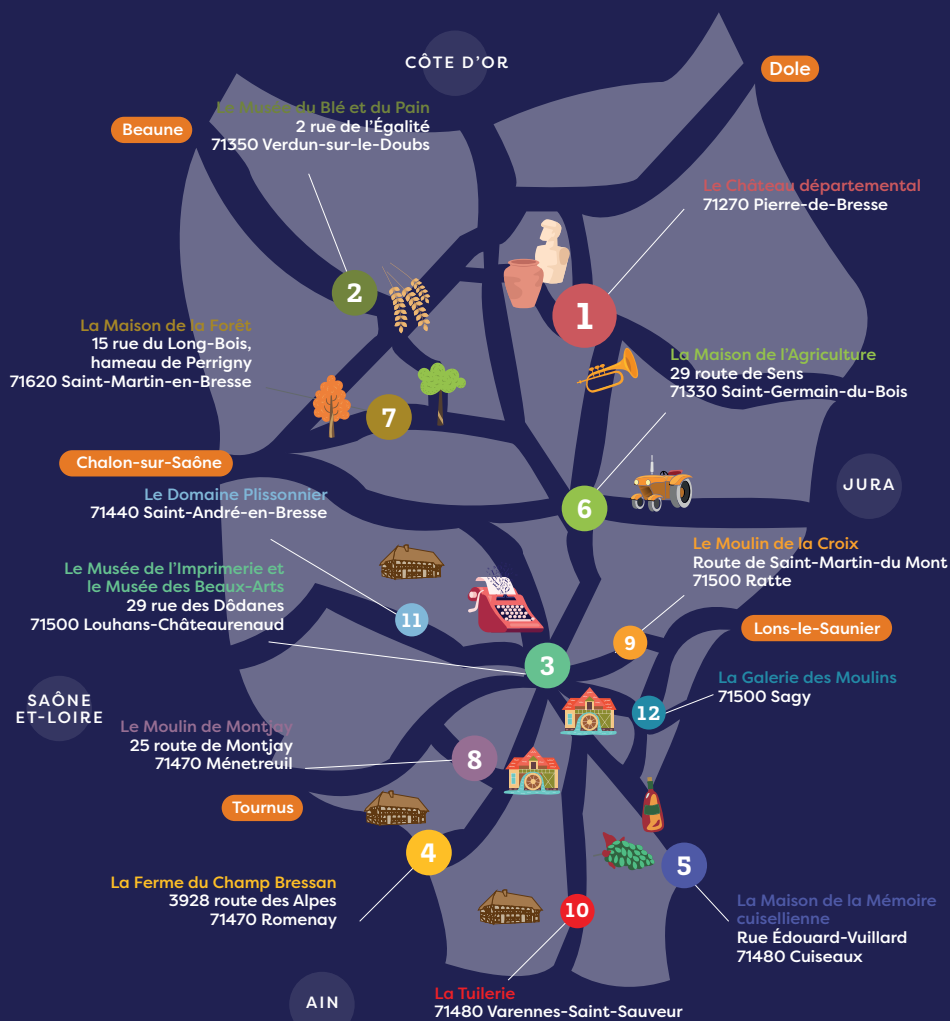 CÔTE D'OR
Dole
Beaune
Le Musée du Blé et du Pain
2 rue de l'Égalité
71350 Verdun-sur-le-Doubs
Le Château départemental
71270 Pierre-de-Bresse
2
1
La Maison de la Forêt
15 rue du Long-Bois,
hameau de Perrigny
71620 Saint-Martin-en-Bresse
La Maison de l'Agriculture
29 route de Sens
71330 Saint-Germain-du-Bois
7
Chalon-sur-Saône
JURA
Le Domaine Plissonnier
71440 Saint-André-en-Bresse
6
Le Moulin de la Croix
Route de Saint-Martin-du Mont
71500 Ratte
Le Musée de l'Imprimerie et
le Musée des Beaux-Arts
29 rue des Dôdanes
71500 Louhans-Châteaurenaud
11
9
Lons-le-Saunier
3
La Galerie des Moulins
71500 Sagy
12
SAÔNE
ET-LOIRE
Le Moulin de Montjay
25 route de Montjay
71470 Ménetreuil
8
Tournus
4
5
La Ferme du Champ Bressan
3928 route des Alpes
71470 Romenay
10
La Maison de la Mémoire
cuisellienne
Rue Édouard-Vuillard
71480 Cuiseaux
AIN
La Tuilerie
71480 Varennes-Saint-Sauveur